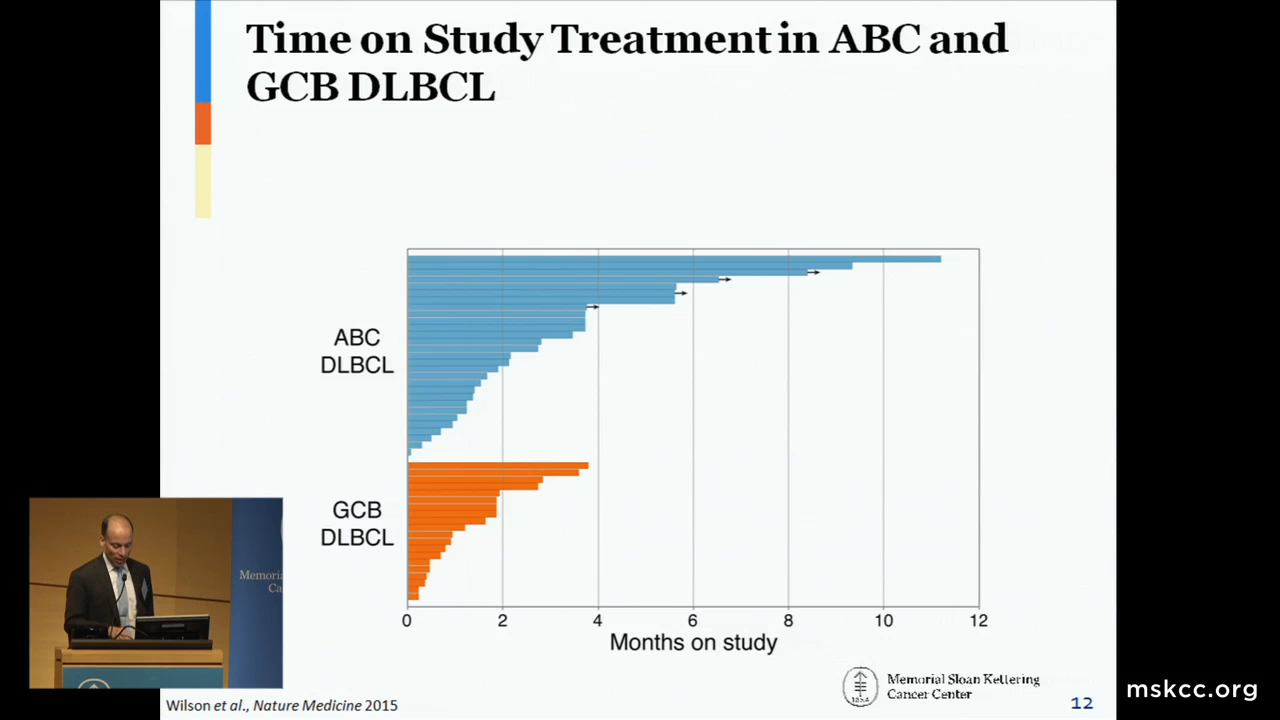 Time on Study Treatment in ABC and
GCB DLBCL
ABC
DLBCL
GCB
DLBCL
0 2 4 6 8 10 12
Months on study
Memorial Sloan Kettering
Cancer Center
12
Wilson et al., Nature Medicine 2015
mskcc.org